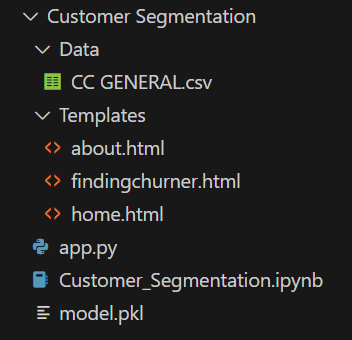 Customer Segmentation
Data
CC GENERAL.csv
Templates
about.html
findingchurner.html
home.html
app.py
Customer_Segmentation.ipynb
model.pkl